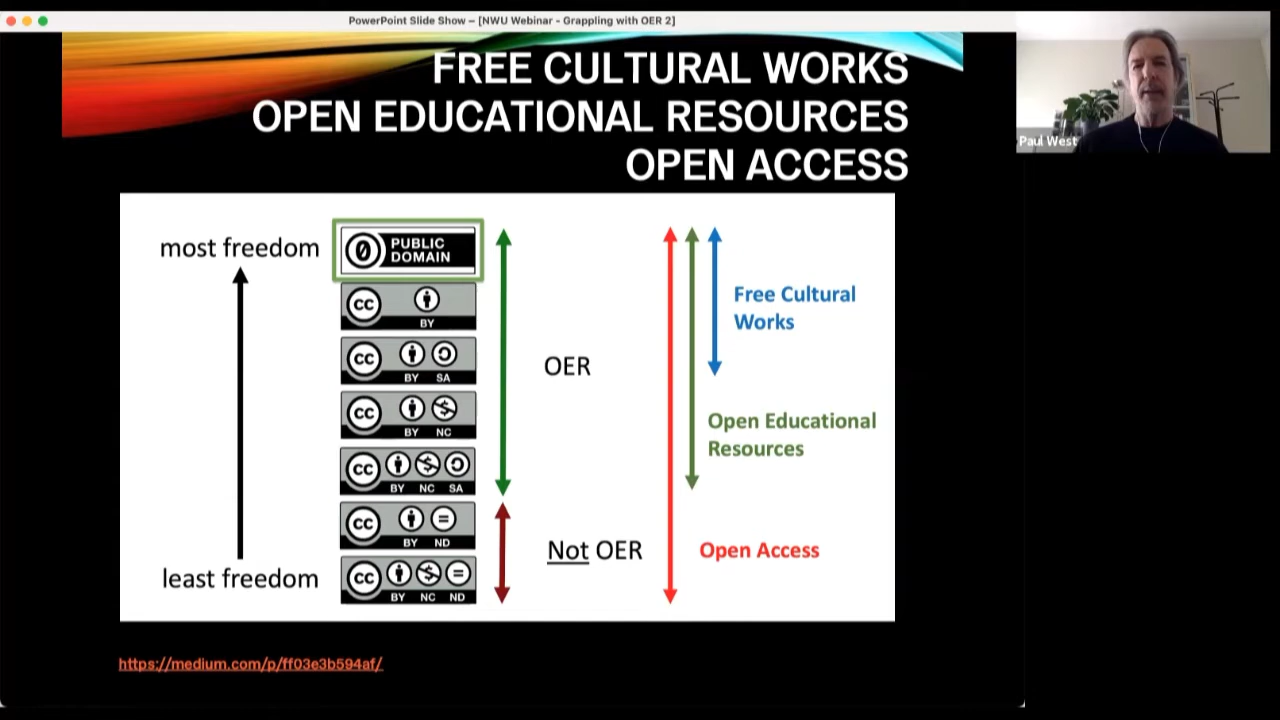 PowerPoint Slide Show – [NWU Webinar - Grappling with OER 2]
FREE CULTURAL WORKS
OPEN EDUCATIONAL RESOURCES
OPEN ACCESS
Paul West
most freedom
least freedom
0 PUBLIC
DOMAIN
cc
BY
cc
BY SA
cc
BY NC
cc
BY NC SA
cc
BY ND
cc
BY NC ND
OER
Not OER
Free Cultural
Works
Open Educational
Resources
Open Access
https://medium.com/p/ff03e3b594af/